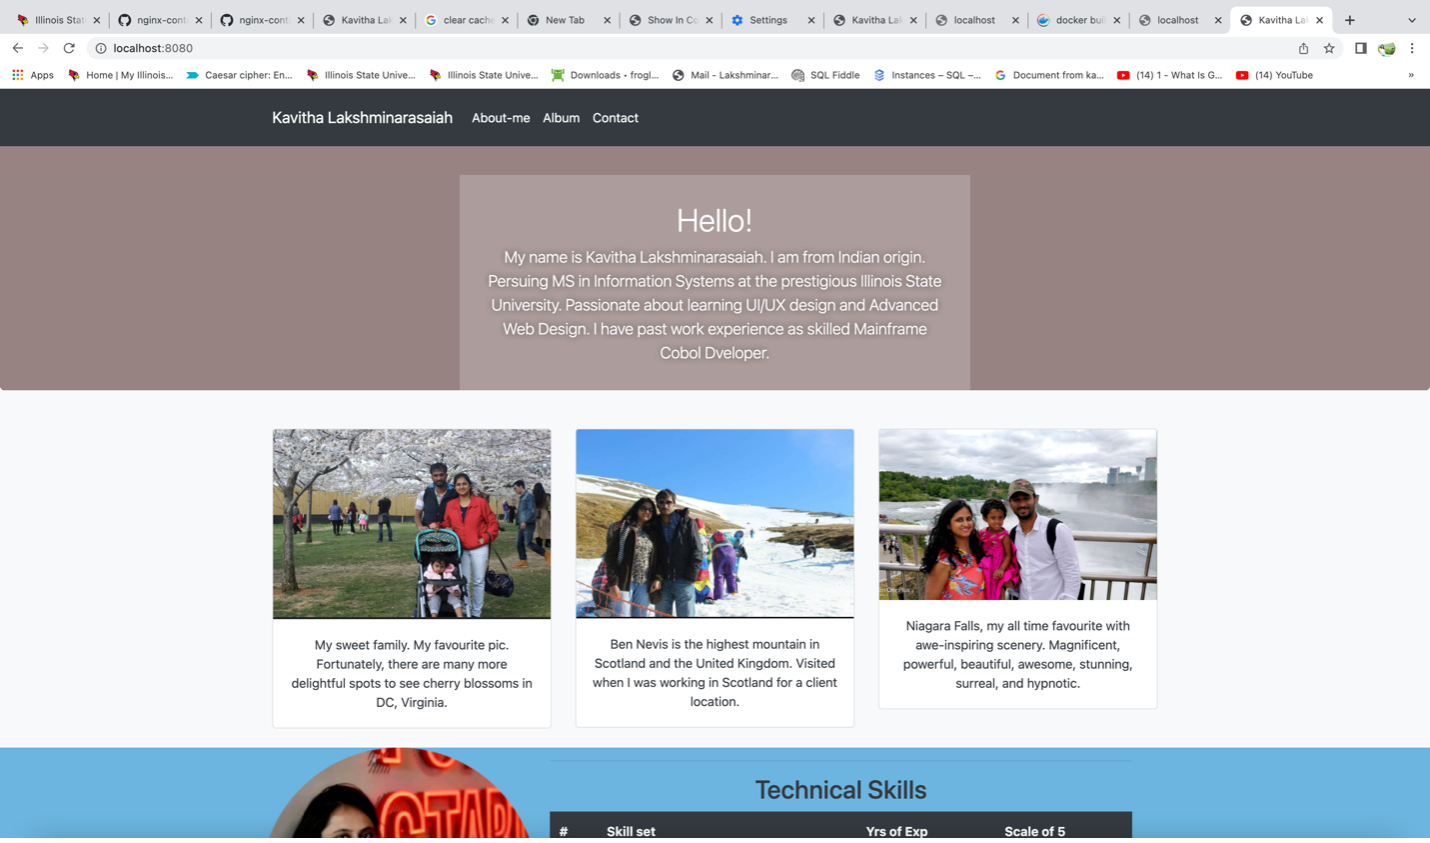 Illinois Stat
nginx-cont
nginx-cont
Kavitha Lak
clear cache
New Tab
Show In Co
Settings
Kavitha Lak
localhost
docker buil
localhost
Kavitha Lak
localhost:8080
Apps
Home | My Illinois...
Caesar cipher: En...
Illinois State Unive...
Illinois State Unive...
Downloads • frogl...
Mail - Lakshminar...
SQL Fiddle
Instances – SQL –...
Document from ka...
(14) 1 - What Is G...
(14) YouTube
»
Kavitha Lakshminarasaiah
About-me
Album
Contact
Hello!
My name is Kavitha Lakshminarasaiah. I am from Indian origin.
Persuing MS in Information Systems at the prestigious Illinois State
University. Passionate about learning UI/UX design and Advanced
Web Design. I have past work experience as skilled Mainframe
Cobol Dveloper.
My sweet family. My favourite pic.
Fortunately, there are many more
delightful spots to see cherry blossoms in
DC, Virginia.
Ben Nevis is the highest mountain in
Scotland and the United Kingdom. Visited
when I was working in Scotland for a client
location.
Niagara Falls, my all time favourite with
awe-inspiring scenery. Magnificent,
powerful, beautiful, awesome, stunning,
surreal, and hypnotic.
Technical Skills
# Skill set Yrs of Exp Scale of 5